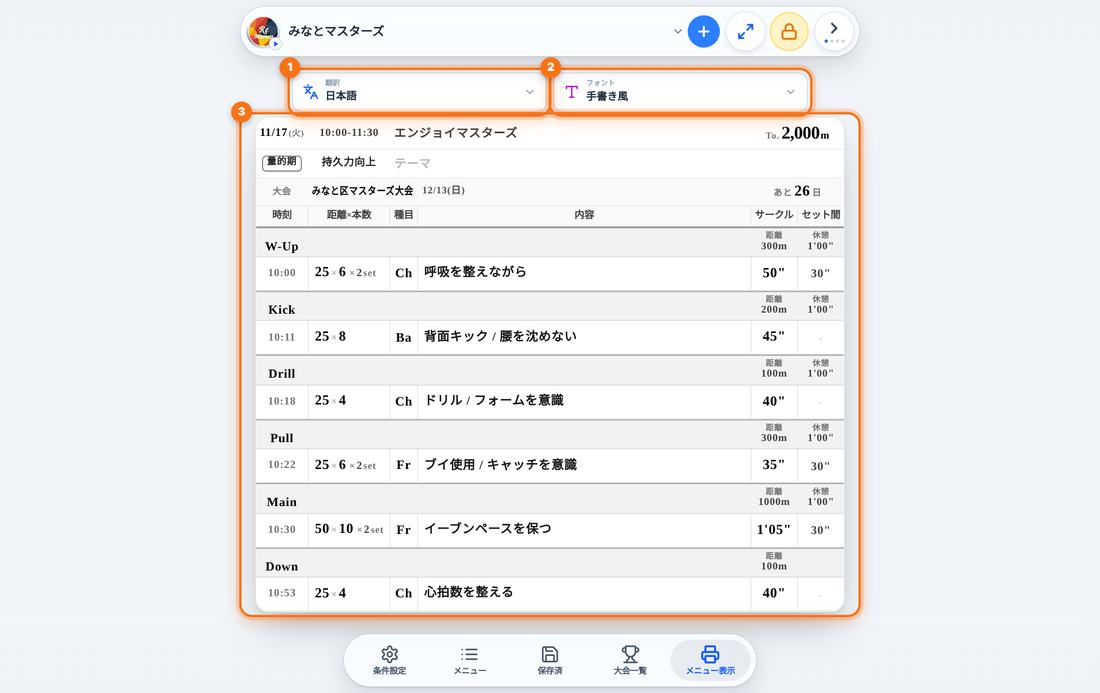 みなとマスターズ
1
2
翻訳
日本語
フォント
手書き風
3
11/17(火) 10:00-11:30 エンジョイマスターズ To. 2,000m
量的期 持久力向上 テーマ
大会 みなと区マスターズ大会 12/13(日) あと 26 日
時刻 距離×本数 種目 内容 サークル セット間
W-Up 距離 300m 休憩 1'00"
10:00 25×6×2set Ch 呼吸を整えながら 50" 30"
Kick 距離 200m 休憩 1'00"
10:11 25×8 Ba 背面キック / 腰を沈めない 45" -
Drill 距離 100m 休憩 1'00"
10:18 25×4 Ch ドリル / フォームを意識 40" -
Pull 距離 300m 休憩 1'00"
10:22 25×6×2set Fr ブイ使用 / キャッチを意識 35" 30"
Main 距離 1000m 休憩 1'00"
10:30 50×10×2set Fr イーブンペースを保つ 1'05" 30"
Down 距離 100m
10:53 25×4 Ch 心拍数を整える 40" -
条件設定 メニュー 保存済 大会一覧 メニュー表示